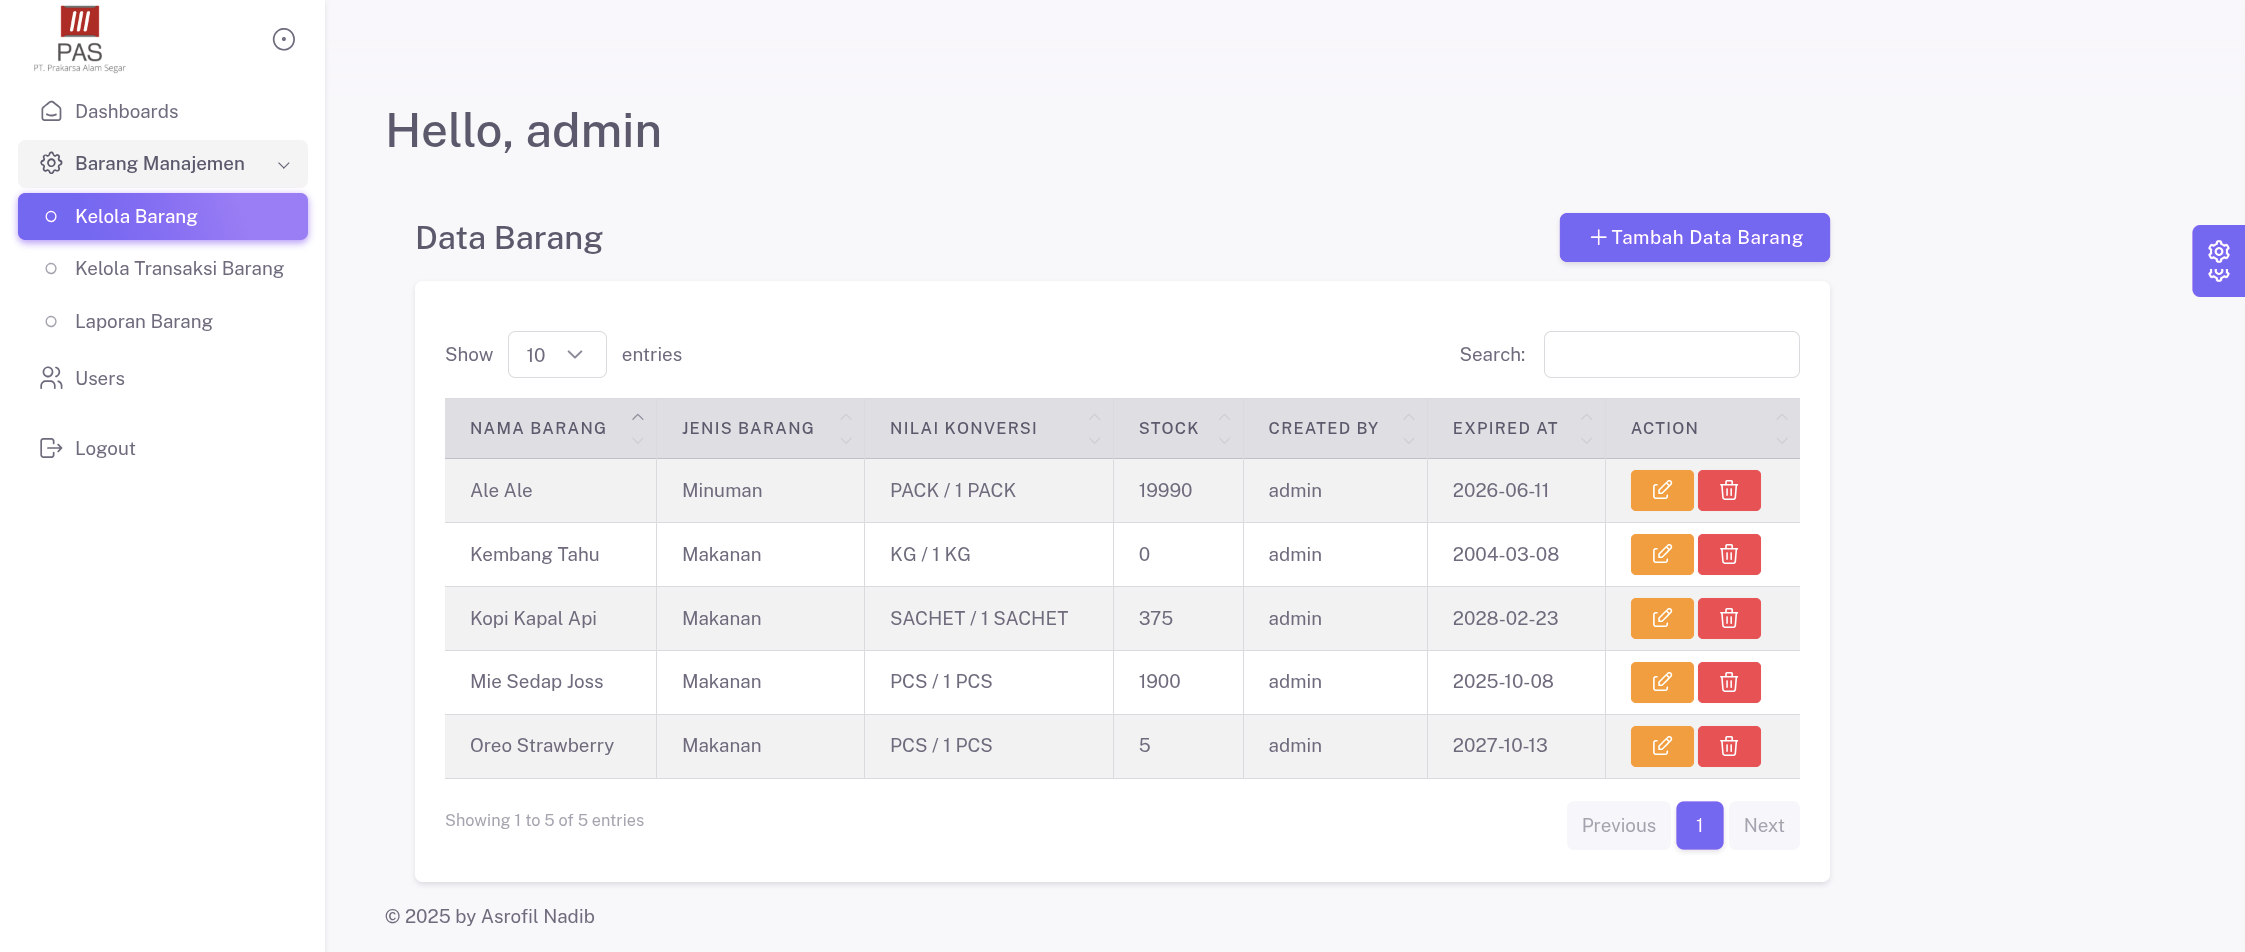 PAS
PT. Prakarsa Alam Segar
Dashboards
Barang Manajemen
Kelola Barang
Kelola Transaksi Barang
Laporan Barang
Users
Logout
Hello, admin
Data Barang
Tambah Data Barang
Show 10 entries Search:
NAMA BARANG JENIS BARANG NILAI KONVERSI STOCK CREATED BY EXPIRED AT ACTION
Ale Ale Minuman PACK / 1 PACK 19990 admin 2026-06-11
Kembang Tahu Makanan KG / 1 KG 0 admin 2004-03-08
Kopi Kapal Api Makanan SACHET / 1 SACHET 375 admin 2028-02-23
Mie Sedap Joss Makanan PCS / 1 PCS 1900 admin 2025-10-08
Oreo Strawberry Makanan PCS / 1 PCS 5 admin 2027-10-13
Showing 1 to 5 of 5 entries
Previous 1 Next
© 2025 by Asrofil Nadib